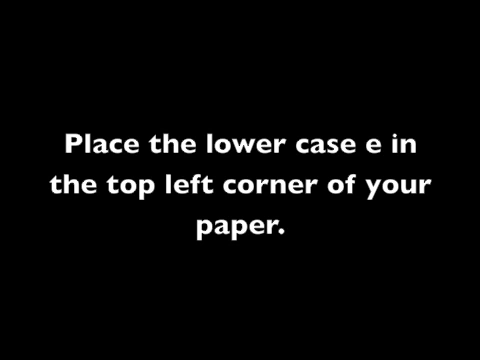 Place the lower case e in
the top left corner of your
paper.